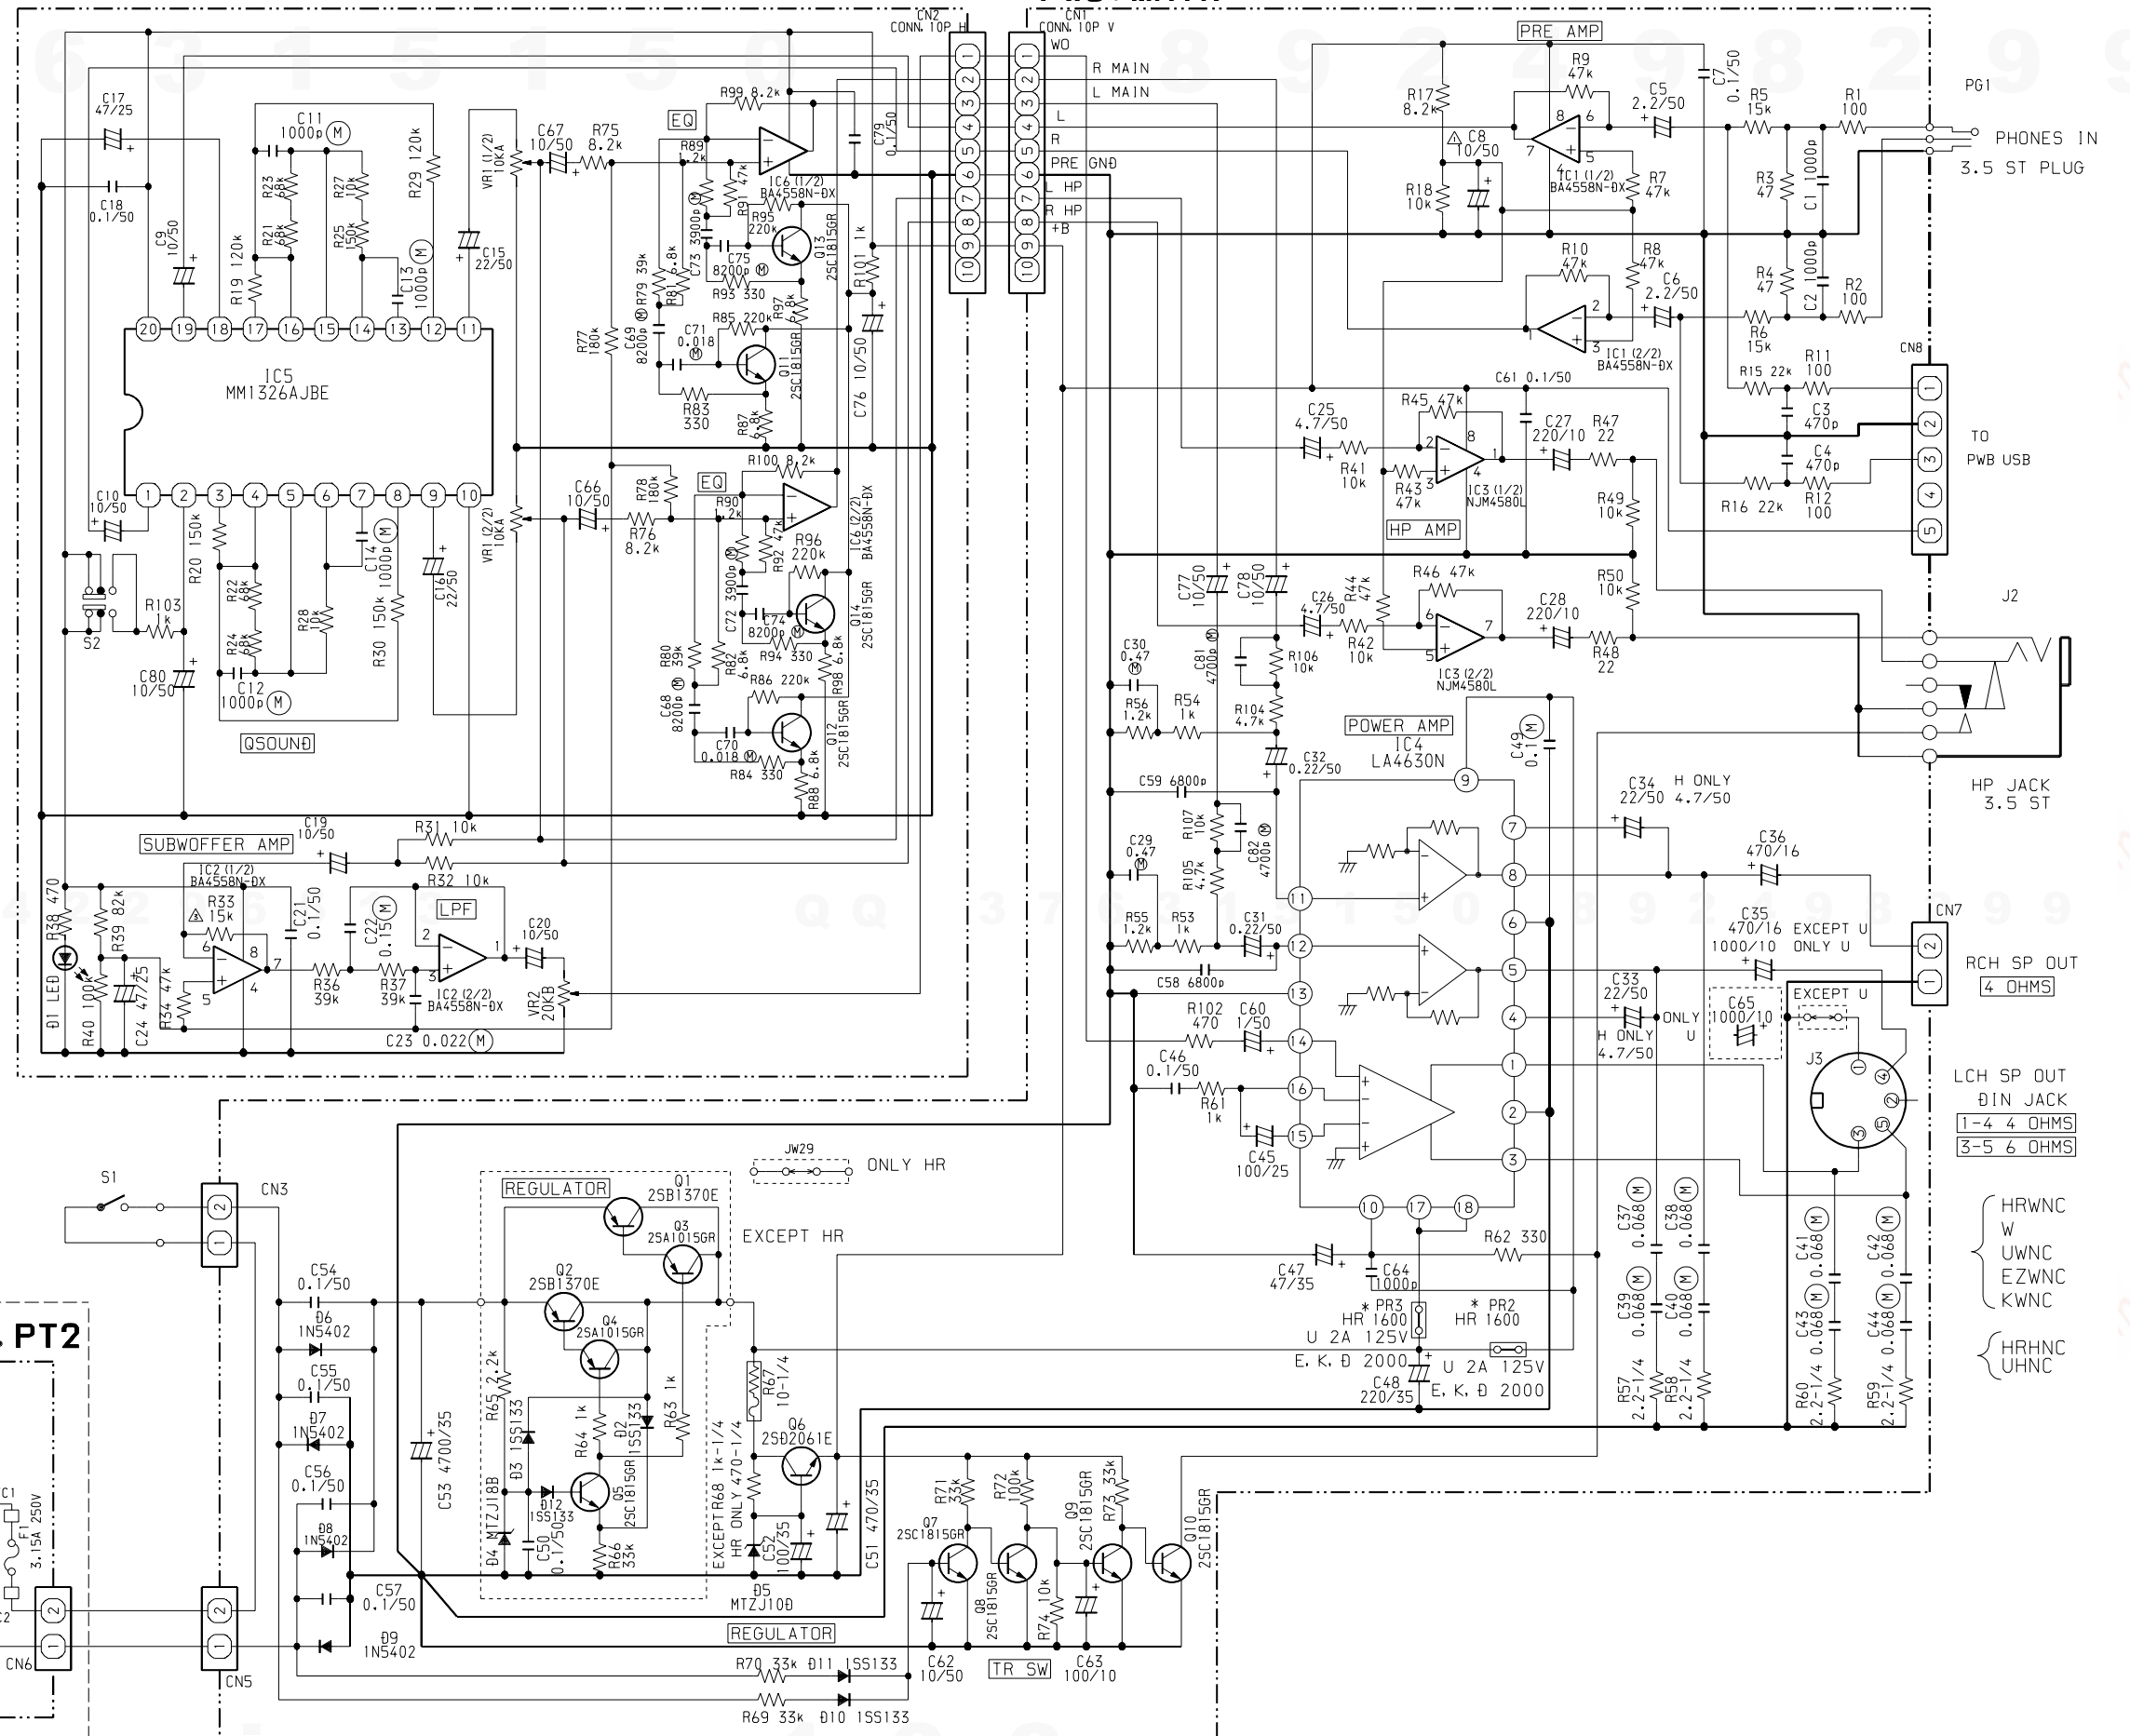 CN2
CONN. 10P H
CN1
CONN. 10P V
WO
R MAIN
L MAIN
L
R
PRE GND
L HP
R HP
+B
1
2
3
4
5
6
7
8
9
10
PRE AMP
R9
47k
R17
8.2k
C8
10/50
R18
10k
IC1 (1/2)
BA4558N-DX
R7
47k
C5
2.2/50
C7
0.1/50
R5
15k
R1
100
PG1
PHONES IN
3.5 ST PLUG
R3
47
C1 1000p
R10
47k
R8
47k
C6
2.2/50
R4
47
C2 1000p
R2
100
R6
15k
IC1 (2/2)
BA4558N-DX
CN8
R11
100
R15 22k
C3
470p
C4
470p
R16 22k
R12
100
TO
PWB USB
C17
47/25
C18
0.1/50
C9
10/50
C11
1000p M
R23
68k
R21
68k
R27
10k
R25
150k
R19 120k
R29 120k
C13
1000p M
C15
22/50
VR1 (1/2)
10KA
C67
10/50
R75
8.2k
EQ
R99 8.2k
R89
1.2k
R91 47k
IC6 (1/2)
BA4558N-DX
C79
0.1/50
C73 3900p M
R95
220k
C75
8200p M
R93 330
Q13
2SC1815GR
R97
6.8k
R101 1k
R79 39k
R81 6.8k
C69
8200p M
C71
0.018
M
R85 220k
Q11
2SC1815GR
R83
330
R87
6.8k
C76 10/50
R77
180k
20 19 18 17 16 15 14 13 12 11
IC5
MM1326AJBE
1 2 3 4 5 6 7 8 9 10
C10
10/50
R20 150k
S2
R103
1k
C80
10/50
R22
68k
R24
68k
C12
1000p M
R28
10k
C14
1000p M
R30 150k
C16
22/50
QSOUND
VR1 (2/2)
10KA
C66
10/50
R78
180k
R76
8.2k
EQ
R100 8.2k
R90
1.2k
R92 47k
IC6 (2/2)
BA4558N-DX
R96
220k
C72 3900p M
C74
8200p M
R94 330
Q14
2SC1815GR
R80
39k
R82
6.8k
R98 6.8k
R86 220k
C68
8200p M
C70
0.018 M
R84 330
Q12
2SC1815GR
R88 6.8k
C61 0.1/50
C25
4.7/50
R45 47k
R41
10k
R43
47k
IC3 (1/2)
NJM4580L
C27
220/10
R47
22
R49
10k
HP AMP
R50
10k
C77
10/50
C78
10/50
C26
4.7/50
R44
47k
R46 47k
R42
10k
IC3 (2/2)
NJM4580L
C28
220/10
R48
22
J2
HP JACK
3.5 ST
C30
0.47
M
R56
1.2k
R54
1k
C81
4700p M
R106
10k
R104
4.7k
C32
0.22/50
POWER AMP
IC4
LA4630N
C49
0.1 M
C59 6800p
C29
0.47
M
R107
10k
R105
4.7k
C82
4700p M
R55
1.2k
R53
1k
C31
0.22/50
C58 6800p
R102
470
C60
1/50
C46
0.1/50
R61
1k
C45
100/25
C34
22/50
H ONLY
4.7/50
C36
470/16
C35
470/16 EXCEPT U
1000/10 ONLY U
C33
22/50
ONLY
U
H ONLY
4.7/50
C65
1000/10
EXCEPT U
CN7
RCH SP OUT
4 OHMS
J3
LCH SP OUT
DIN JACK
1-4 4 OHMS
3-5 6 OHMS
HRWNC
W
UWNC
EZWNC
KWNC
HRHNC
UHNC
SUBWOFFER AMP
C19
10/50
R31 10k
R32 10k
IC2 (1/2)
BA4558N-DX
R33
15k
R38 470
R39 82k
D1 LED
R40 100k
C24 47/25
R34 47k
C21
0.1/50
C22
0.15 M
LPF
R36
39k
R37
39k
IC2 (2/2)
BA4558N-DX
C23 0.022 M
C20
10/50
VR2
20KB
S1
CN3
JW29
ONLY HR
REGULATOR
Q1
2SB1370E
Q3
2SA1015GR
EXCEPT HR
Q2
2SB1370E
Q4
2SA1015GR
C54
0.1/50
D6
1N5402
C55
0.1/50
D7
1N5402
C56
0.1/50
D8
1N5402
C57
0.1/50
D9
1N5402
C53 4700/35
R65 2.2k
D3 1SS133
R64 1k
D2
1SS133
R63 1k
D4 MTZJ18B
D12
1SS133
C50
0.1/50
Q5
2SC1815GR
R66
33k
R67
10-1/4
EXCEPT R68 1k-1/4
HR ONLY 470-1/4
Q6
2SD2061E
C52
100/35
D5
MTZJ10D
C51 470/35
REGULATOR
C47
47/35
C64
1000p
R62 330
* PR3
HR 1600
U 2A 125V
E, K, D 2000
* PR2
HR 1600
U 2A 125V
E, K, D 2000
C48
220/35
C37
0.068 M
C38
0.068 M
C39
0.068 M
C40
0.068 M
R57
2.2-1/4
R58
2.2-1/4
C41
0.068 M
C42
0.068 M
C43
0.068 M
C44
0.068 M
R60
2.2-1/4
R59
2.2-1/4
R71
33k
R72
100k
Q9
2SC1815GR
R73 33k
Q10
2SC1815GR
Q7
2SC1815GR
Q8
2SC1815GR
R74 10k
C62
10/50
TR SW
C63
100/10
R70 33k D11 1SS133
R69 33k D10 1SS133
PT2
F1
3.15A 250V
CN6
CN5